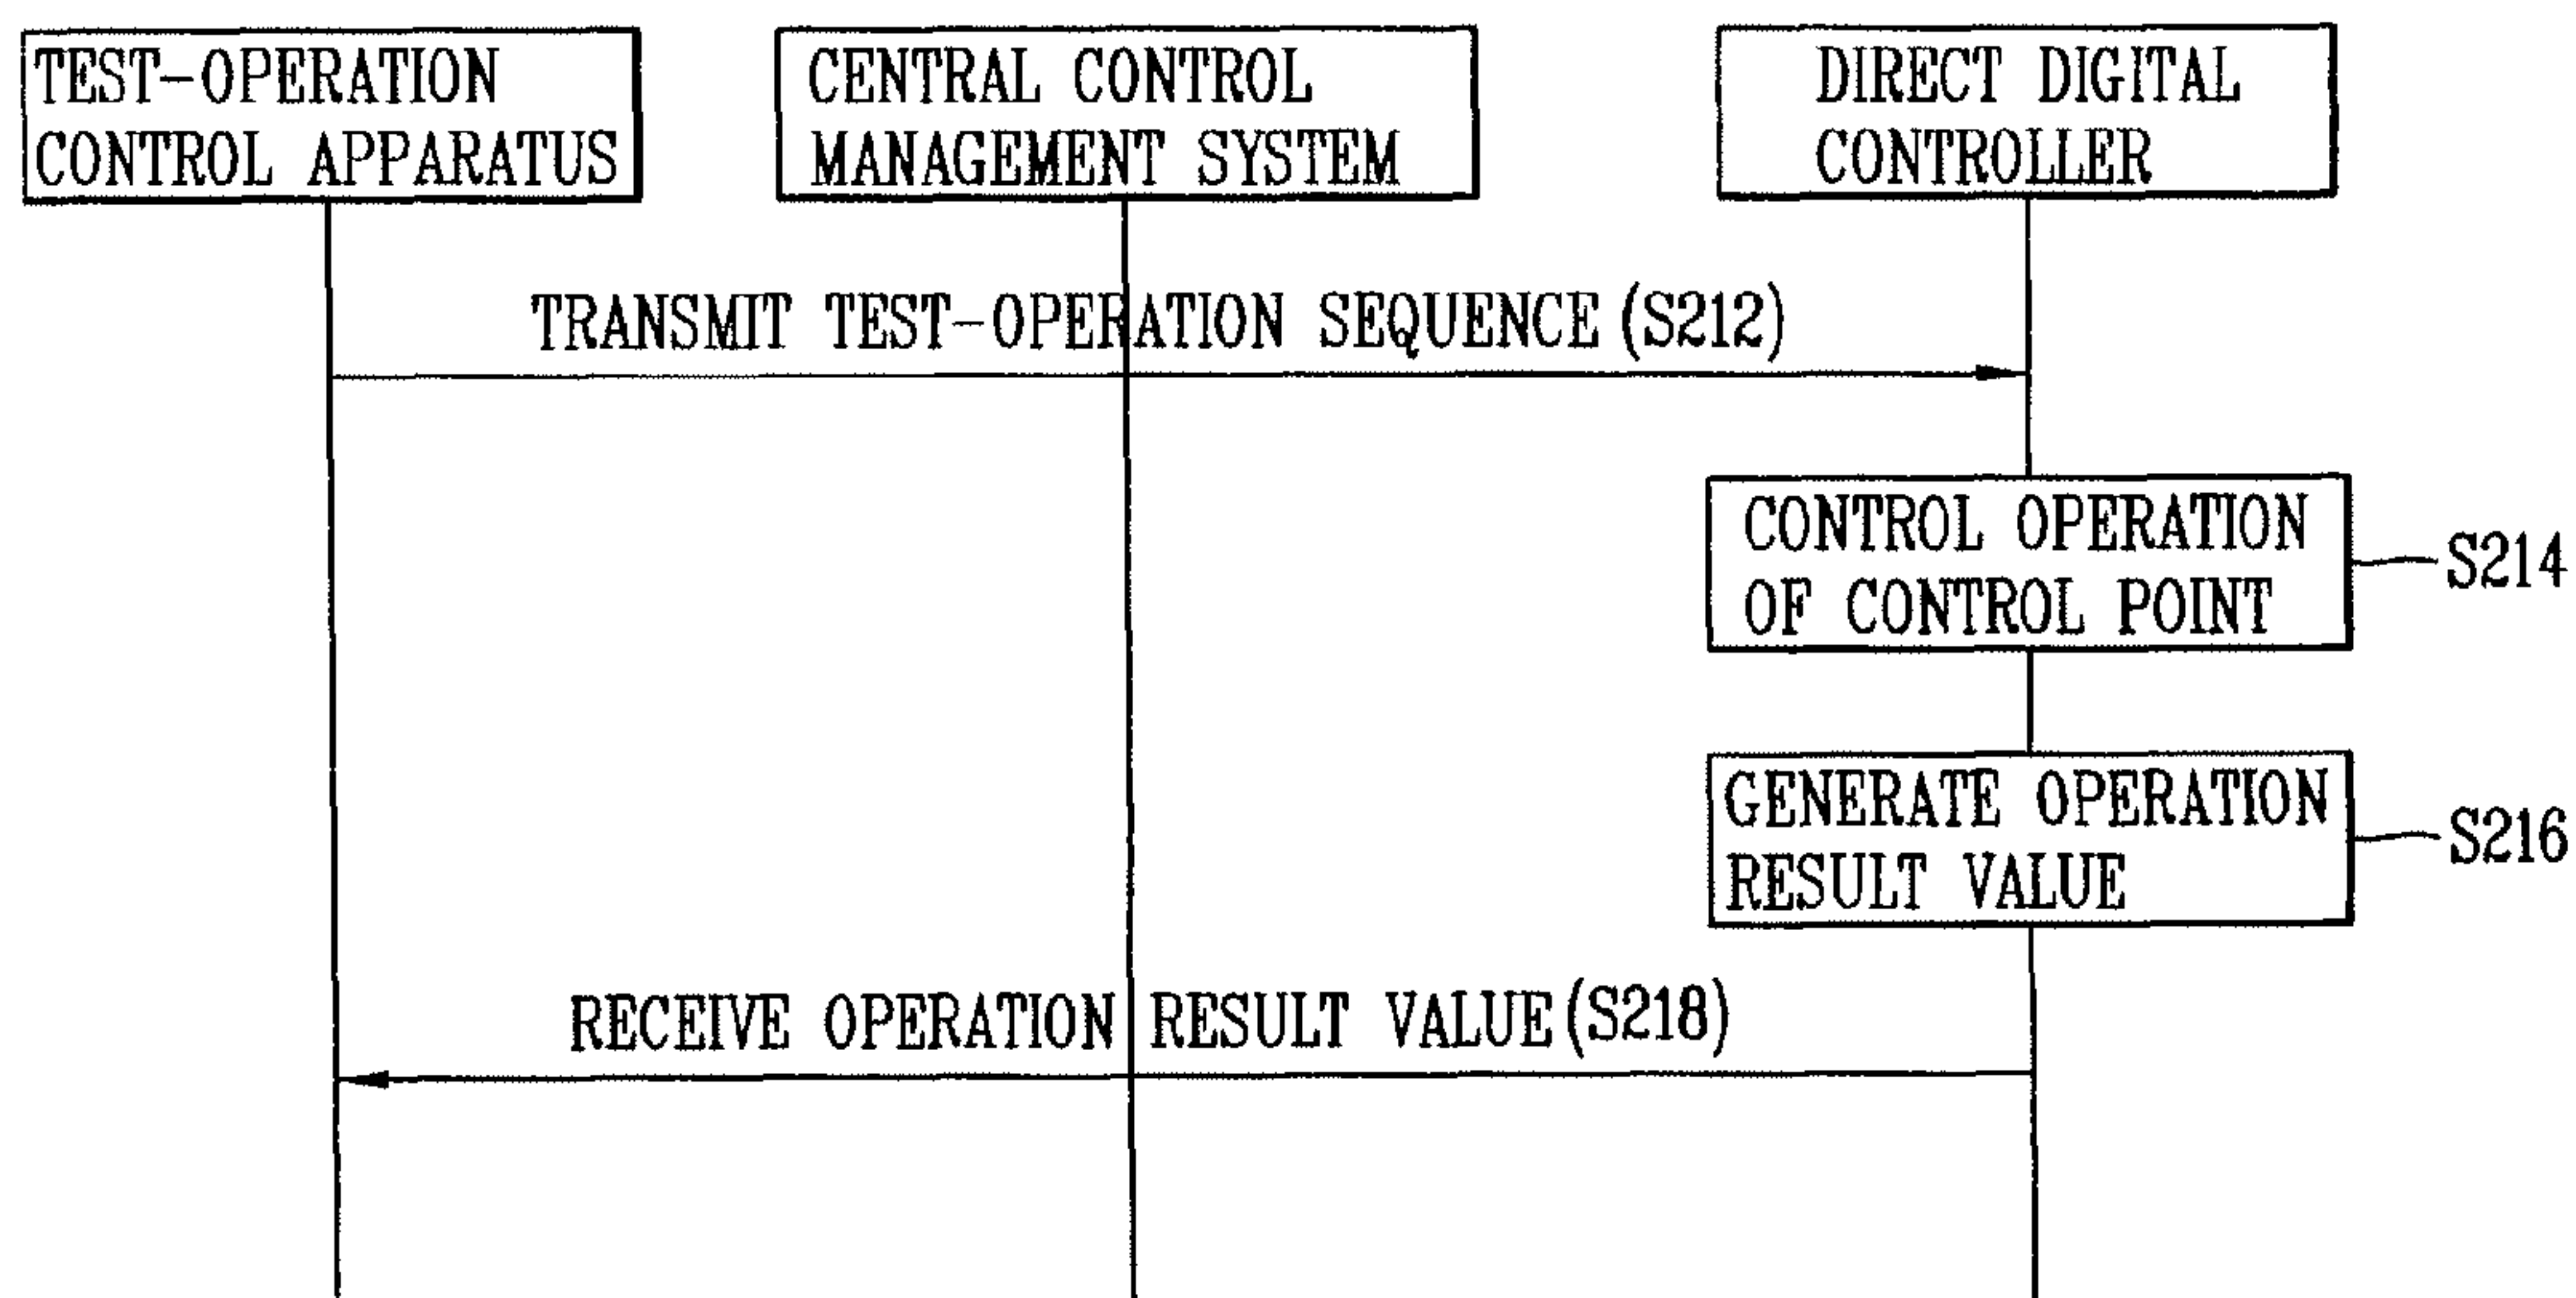 TEST-OPERATION
CONTROL APPARATUS
CENTRAL CONTROL
MANAGEMENT SYSTEM
DIRECT DIGITAL
CONTROLLER
TRANSMIT TEST-OPERATION SEQUENCE (S212)
CONTROL OPERATION
OF CONTROL POINT
S214
GENERATE OPERATION
RESULT VALUE
S216
RECEIVE OPERATION RESULT VALUE (S218)